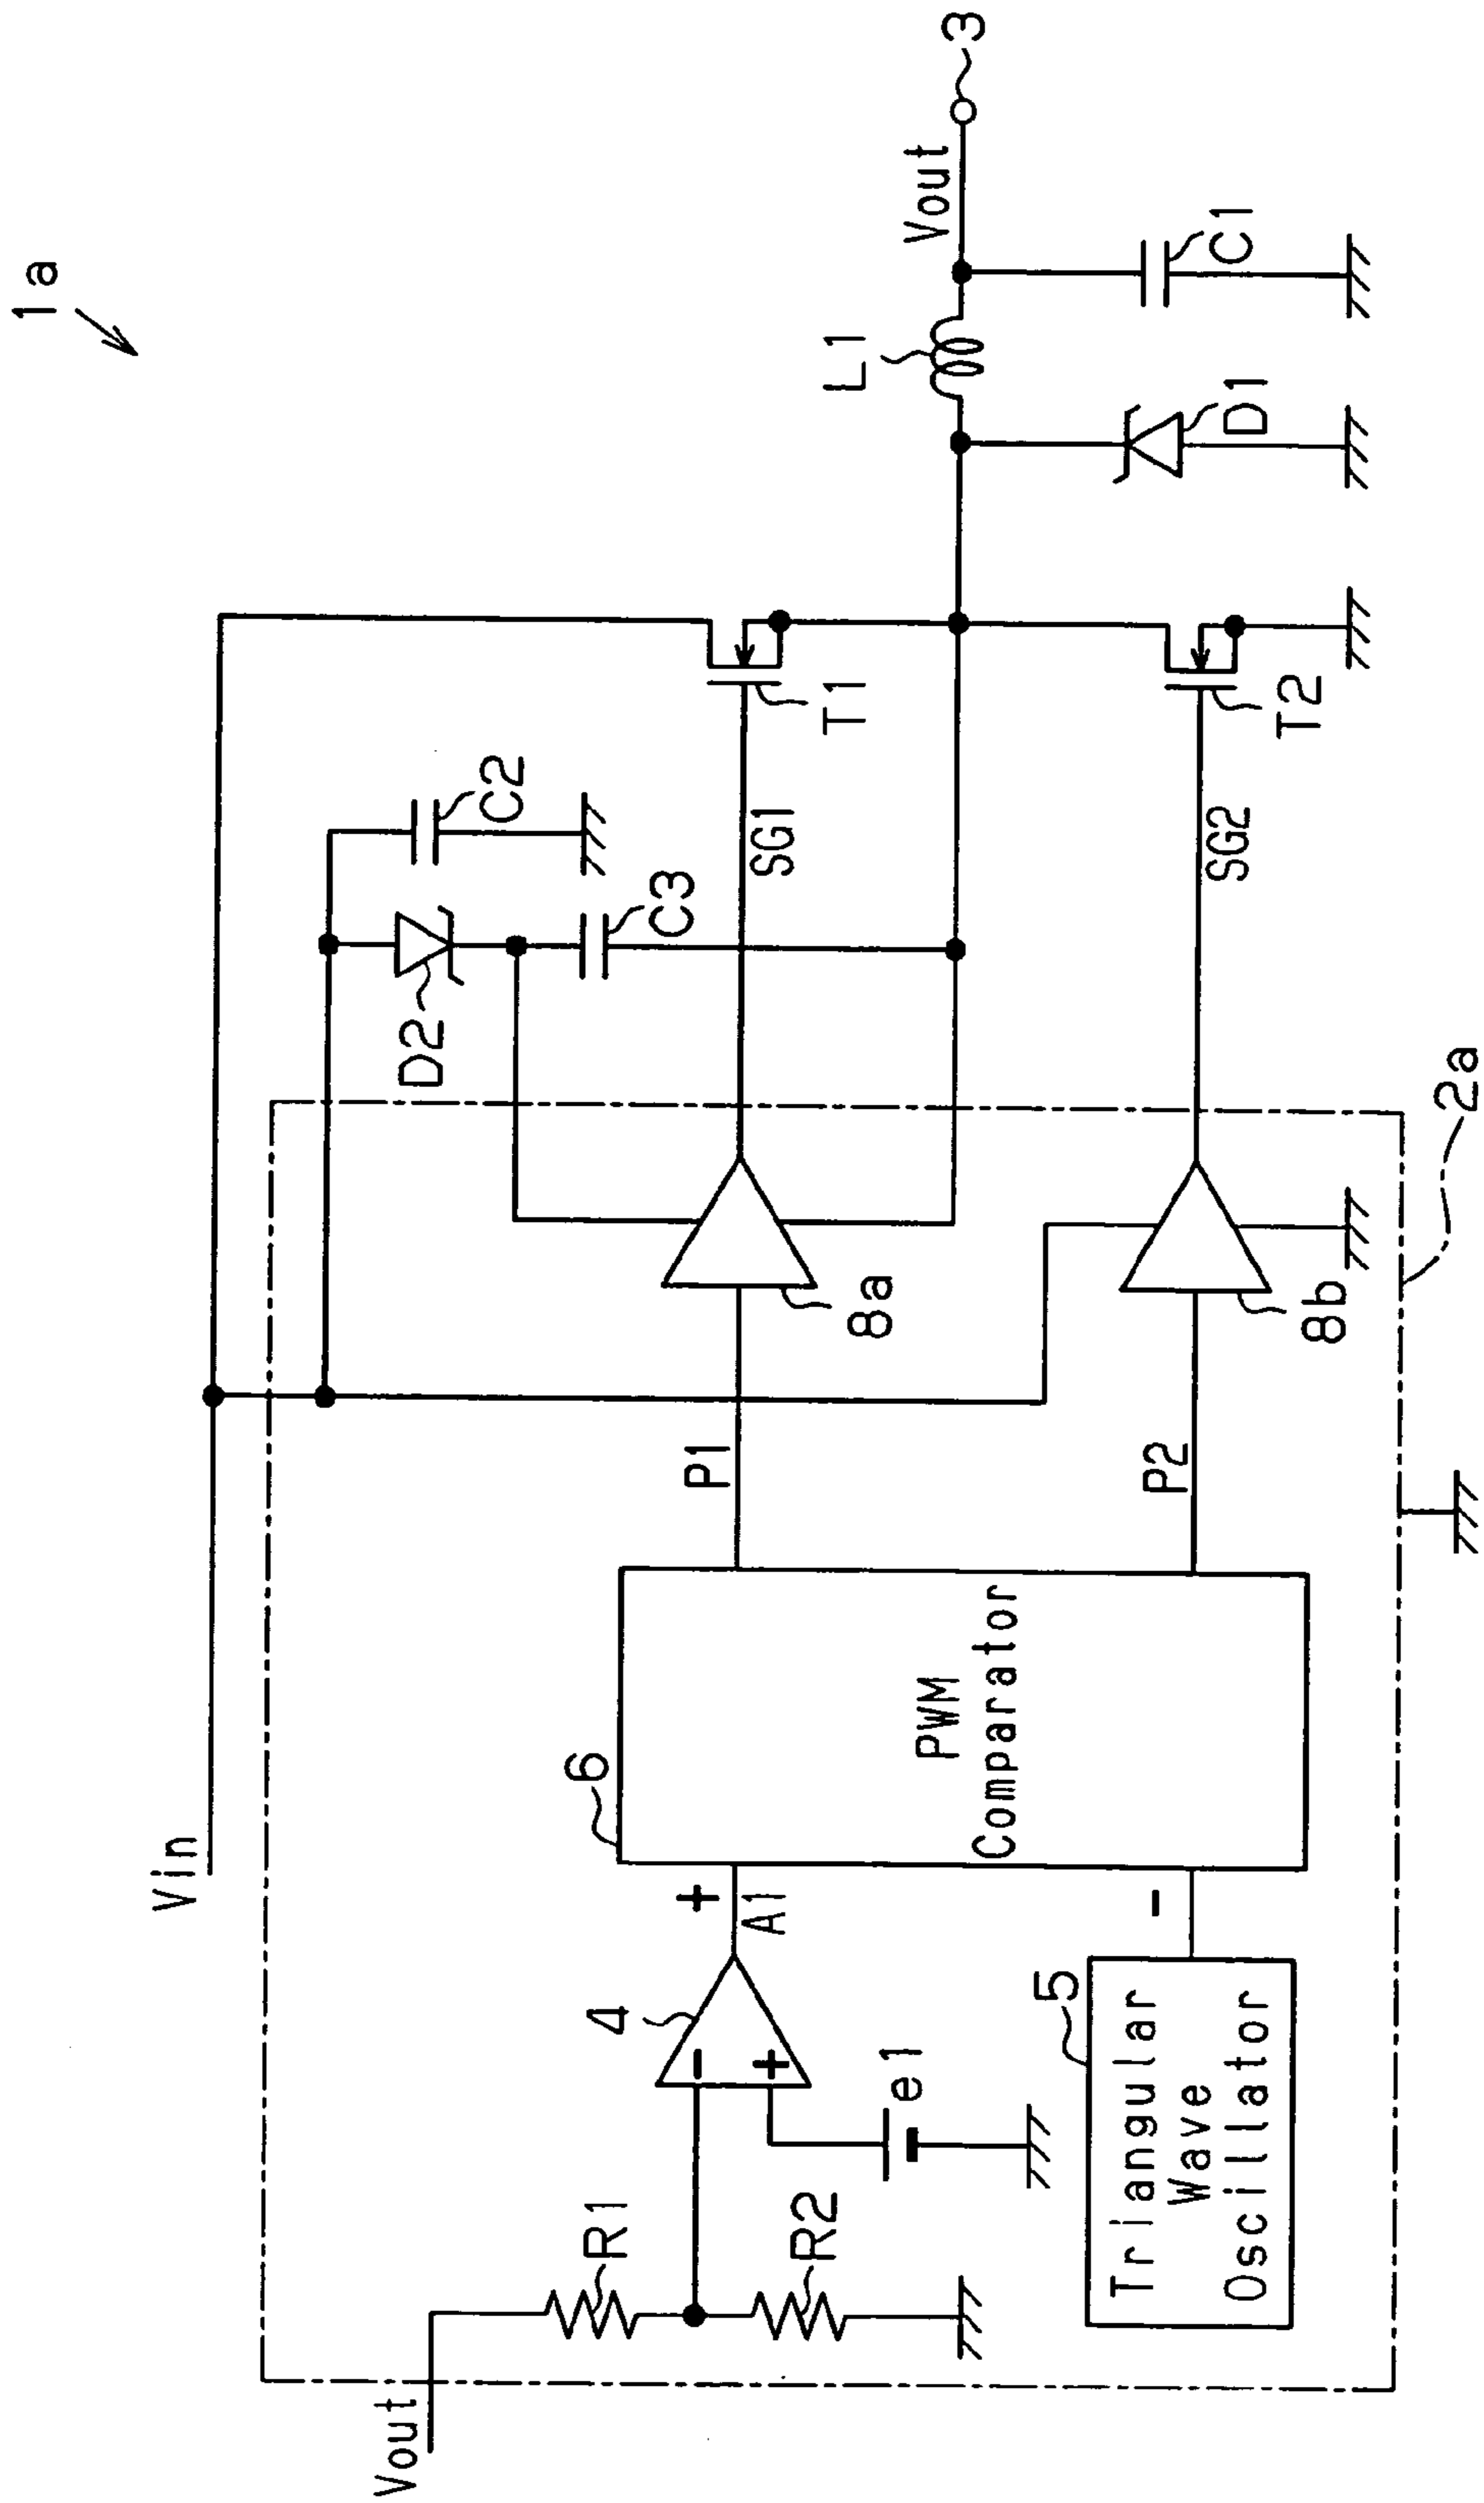 1a
Vin
Vout
R1
R2
4
-
+
e1
A1
+
-
5
Triangular
Wave
Oscillator
6
PWM
Comparator
P1
P2
8a
8b
2a
D2
C2
C3
SG1
SG2
T1
T2
L1
D1
C1
Vout
3